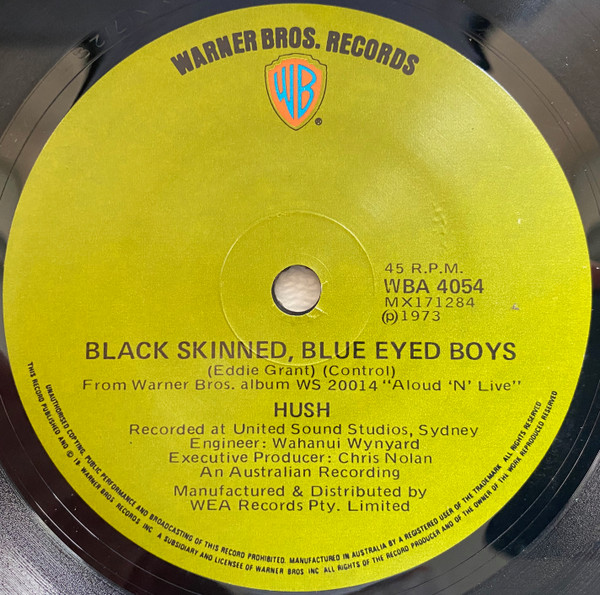 WARNER BROS. RECORDS
WB
®
45 R.P.M.
WBA 4054
MX171284
℗1973
BLACK SKINNED, BLUE EYED BOYS
(Eddie Grant) (Control)
From Warner Bros. album WS 20014 "Aloud 'N' Live"
HUSH
Recorded at United Sound Studios, Sydney
Engineer: Wahanui Wynyard
Executive Producer: Chris Nolan
An Australian Recording
Manufactured & Distributed by
WEA Records Pty. Limited
UNAUTHORISED COPYING, PUBLIC PERFORMANCE AND BROADCASTING OF THIS RECORD PROHIBITED. MANUFACTURED IN AUSTRALIA BY A REGISTERED USER OF THE TRADEMARK. ALL RIGHTS RESERVED
THIS RECORD PUBLISHED AND © IN WARNER BROS. RECORDS INC. A SUBSIDIARY AND LICENSEE OF WARNER BROS INC ALL RIGHTS OF THE RECORD PRODUCER AND OF THE OWNER OF THE WORK REPRODUCED RESERVED